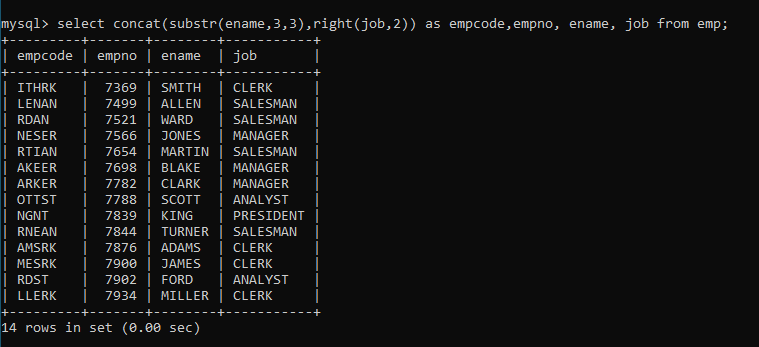 mysql> select concat(substr(ename,3,3),right(job,2)) as empcode,empno, ename, job from emp;
+---------+-------+--------+-----------+
| empcode | empno | ename  | job       |
+---------+-------+--------+-----------+
| ITHRK   |  7369 | SMITH  | CLERK     |
| LENAN   |  7499 | ALLEN  | SALESMAN  |
| RDAN    |  7521 | WARD   | SALESMAN  |
| NESER   |  7566 | JONES  | MANAGER   |
| RTIAN   |  7654 | MARTIN | SALESMAN  |
| AKEER   |  7698 | BLAKE  | MANAGER   |
| ARKER   |  7782 | CLARK  | MANAGER   |
| OTTST   |  7788 | SCOTT  | ANALYST   |
| NGNT    |  7839 | KING   | PRESIDENT |
| RNEAN   |  7844 | TURNER | SALESMAN  |
| AMSRK   |  7876 | ADAMS  | CLERK     |
| MESRK   |  7900 | JAMES  | CLERK     |
| RDST    |  7902 | FORD   | ANALYST   |
| LLERK   |  7934 | MILLER | CLERK     |
+---------+-------+--------+-----------+
14 rows in set (0.00 sec)